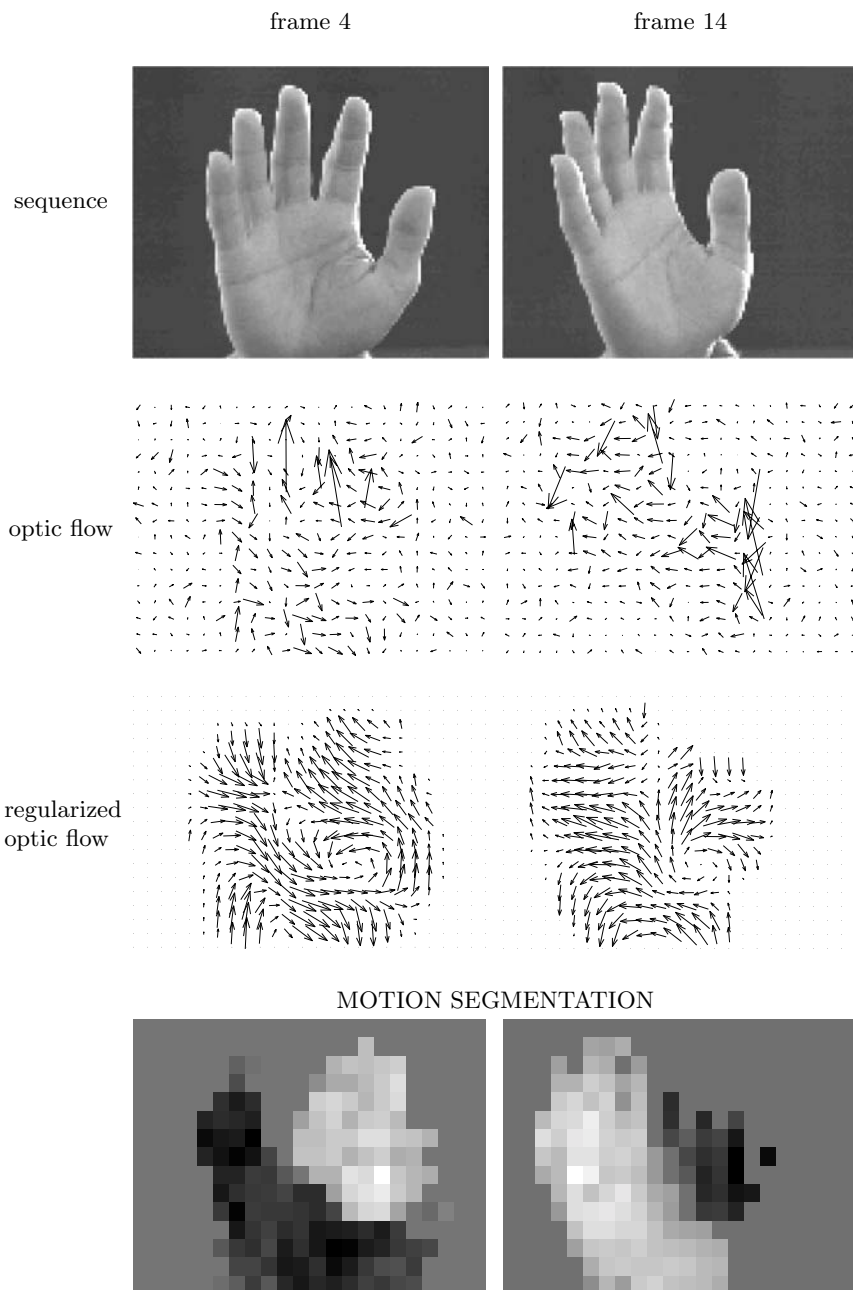 frame 4
frame 14
sequence
optic flow
regularized
optic flow
MOTION SEGMENTATION